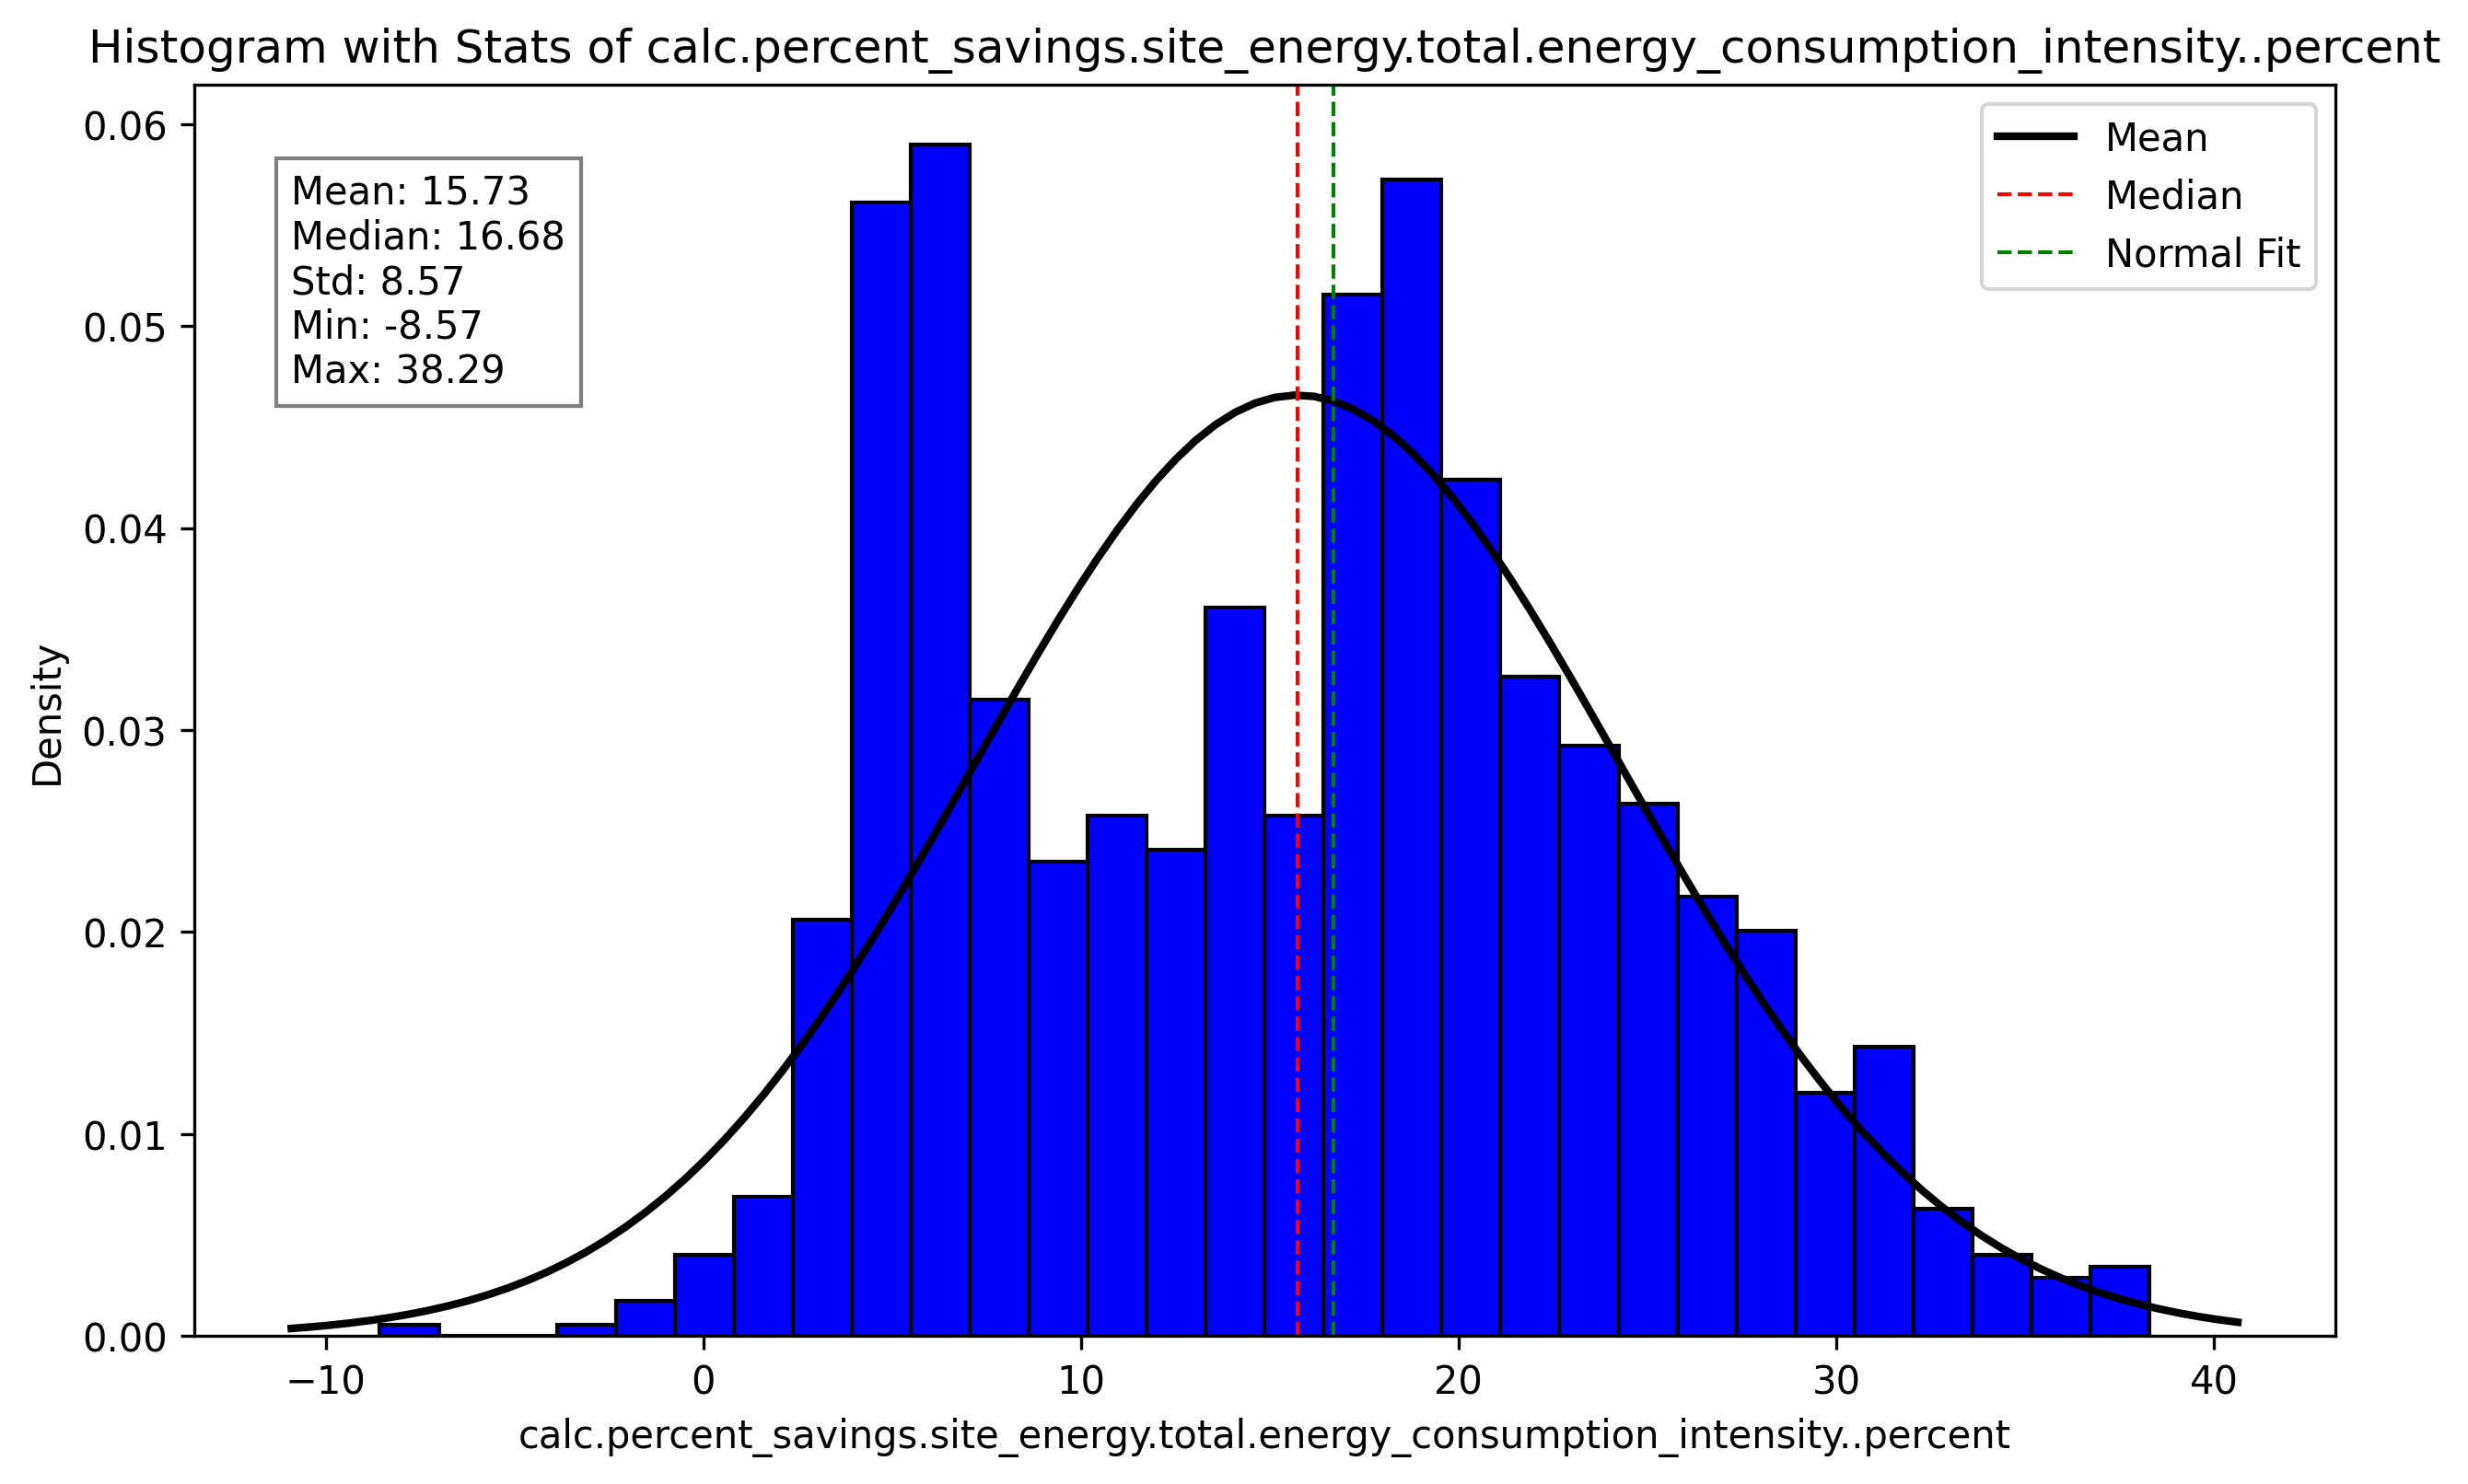 Histogram with Stats of calc.percent_savings.site_energy.total.energy_consumption_intensity..percent
Mean: 15.73
Median: 16.68
Std: 8.57
Min: -8.57
Max: 38.29
Mean
Median
Normal Fit
Density
0.06
0.05
0.04
0.03
0.02
0.01
0.00
−10
0
10
20
30
40
calc.percent_savings.site_energy.total.energy_consumption_intensity..percent